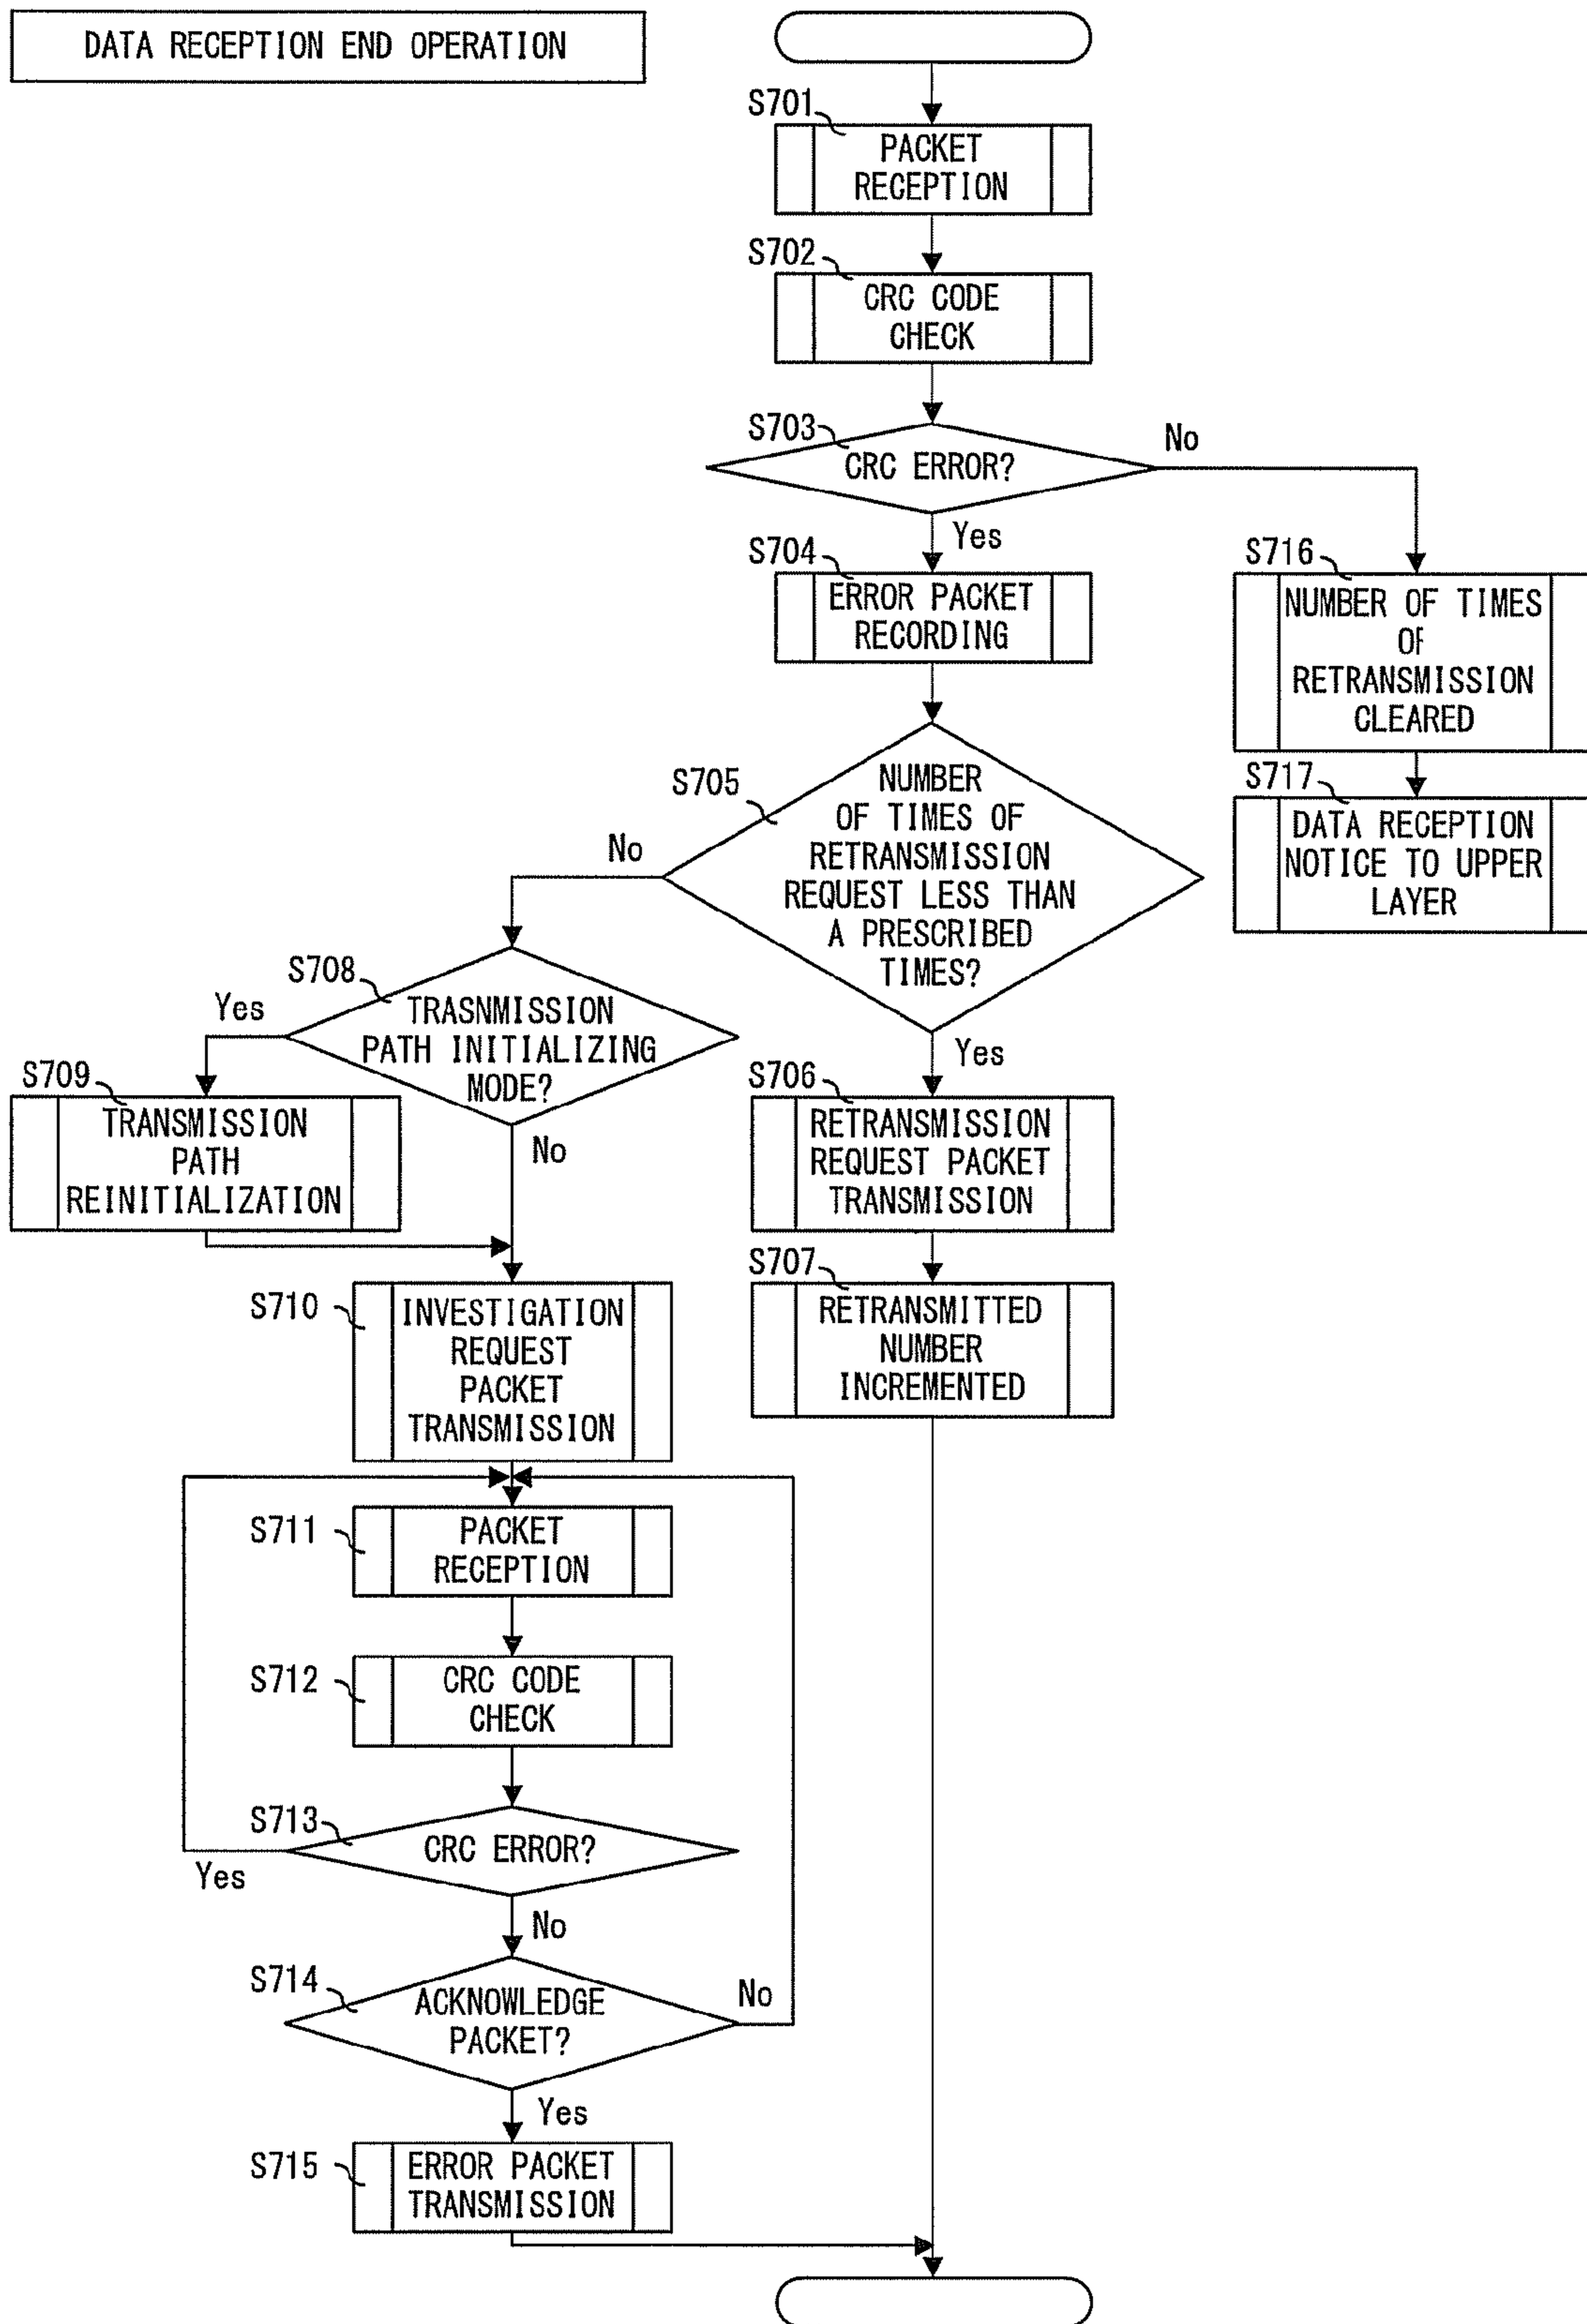 DATA RECEPTION END OPERATION
S701
PACKET
RECEPTION
S702
CRC CODE
CHECK
S703
CRC ERROR?
No
Yes
S704
ERROR PACKET
RECORDING
S716
NUMBER OF TIMES
OF
RETRANSMISSION
CLEARED
S705
NUMBER
OF TIMES OF
RETRANSMISSION
REQUEST LESS THAN
A PRESCRIBED
TIMES?
No
Yes
S717
DATA RECEPTION
NOTICE TO UPPER
LAYER
S708
TRASNMISSION
PATH INITIALIZING
MODE?
Yes
No
S709
TRANSMISSION
PATH
REINITIALIZATION
S706
RETRANSMISSION
REQUEST PACKET
TRANSMISSION
S707
RETRANSMITTED
NUMBER
INCREMENTED
S710
INVESTIGATION
REQUEST
PACKET
TRANSMISSION
S711
PACKET
RECEPTION
S712
CRC CODE
CHECK
S713
CRC ERROR?
Yes
No
S714
ACKNOWLEDGE
PACKET?
No
Yes
S715
ERROR PACKET
TRANSMISSION